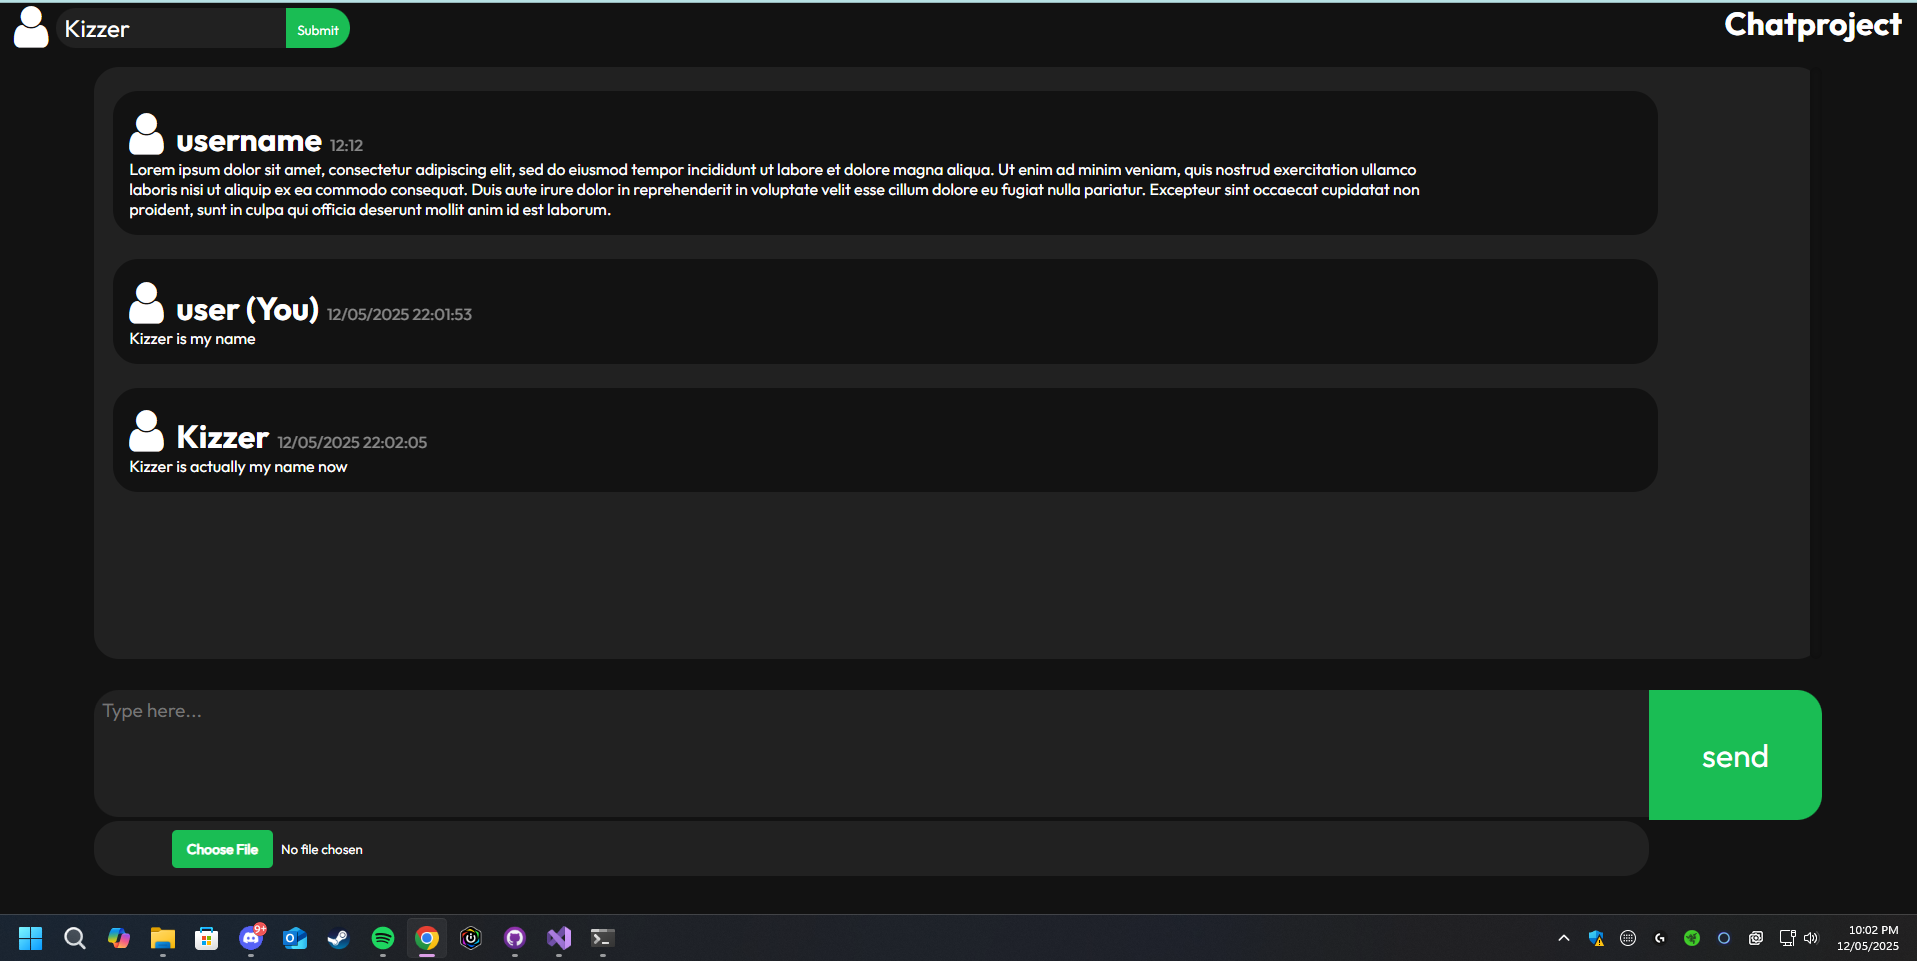 Kizzer
Submit
Chatproject
username 12:12
Lorem ipsum dolor sit amet, consectetur adipiscing elit, sed do eiusmod tempor incididunt ut labore et dolore magna aliqua. Ut enim ad minim veniam, quis nostrud exercitation ullamco
laboris nisi ut aliquip ex ea commodo consequat. Duis aute irure dolor in reprehenderit in voluptate velit esse cillum dolore eu fugiat nulla pariatur. Excepteur sint occaecat cupidatat non
proident, sunt in culpa qui officia deserunt mollit anim id est laborum.
user (You) 12/05/2025 22:01:53
Kizzer is my name
Kizzer 12/05/2025 22:02:05
Kizzer is actually my name now
Type here...
send
Choose File No file chosen
9+
10:02 PM
12/05/2025